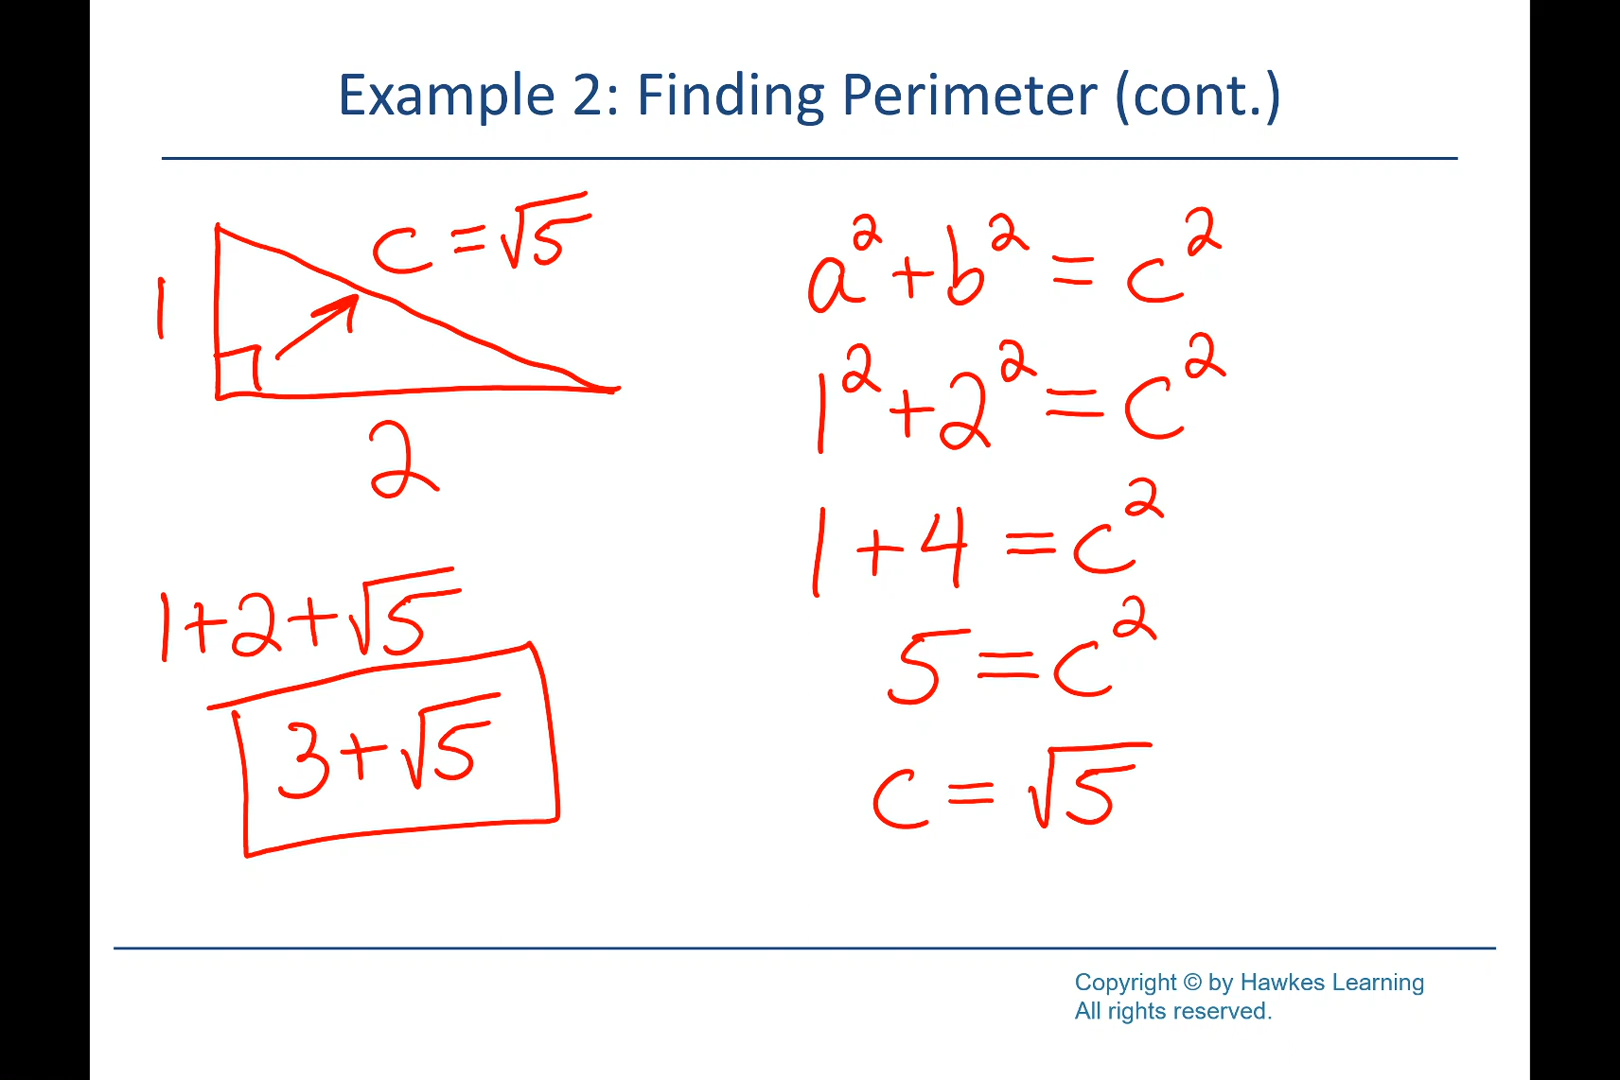 Example 2: Finding Perimeter (cont.)
c = √5
1
2
1 + 2 + √5
3 + √5
a² + b² = c²
1² + 2² = c²
1 + 4 = c²
5 = c²
c = √5
Copyright © by Hawkes Learning
All rights reserved.